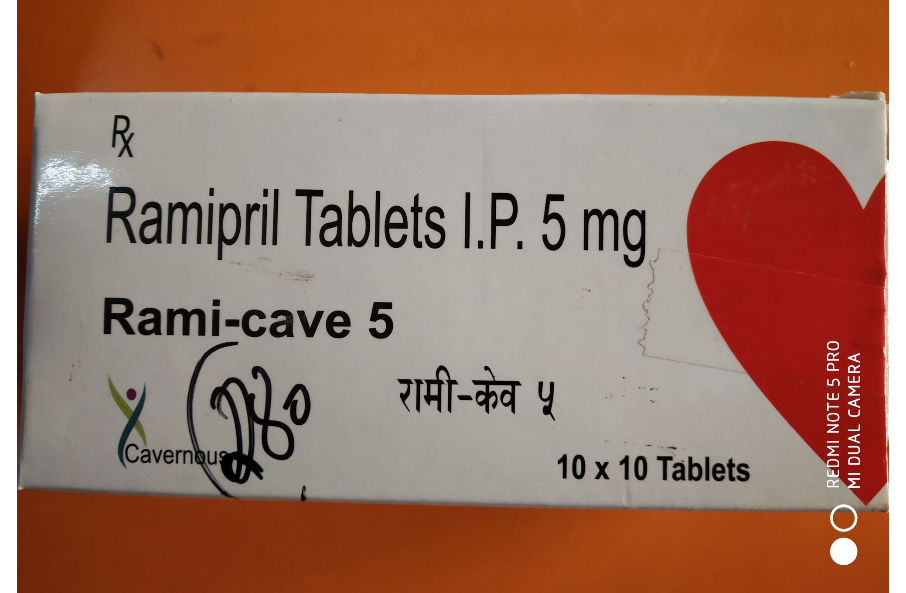 Rx
Ramipril Tablets I.P. 5 mg
Rami-cave 5
रामी-केव ५
Cavernous
10 x 10 Tablets
REDMI NOTE 5 PRO
MI DUAL CAMERA